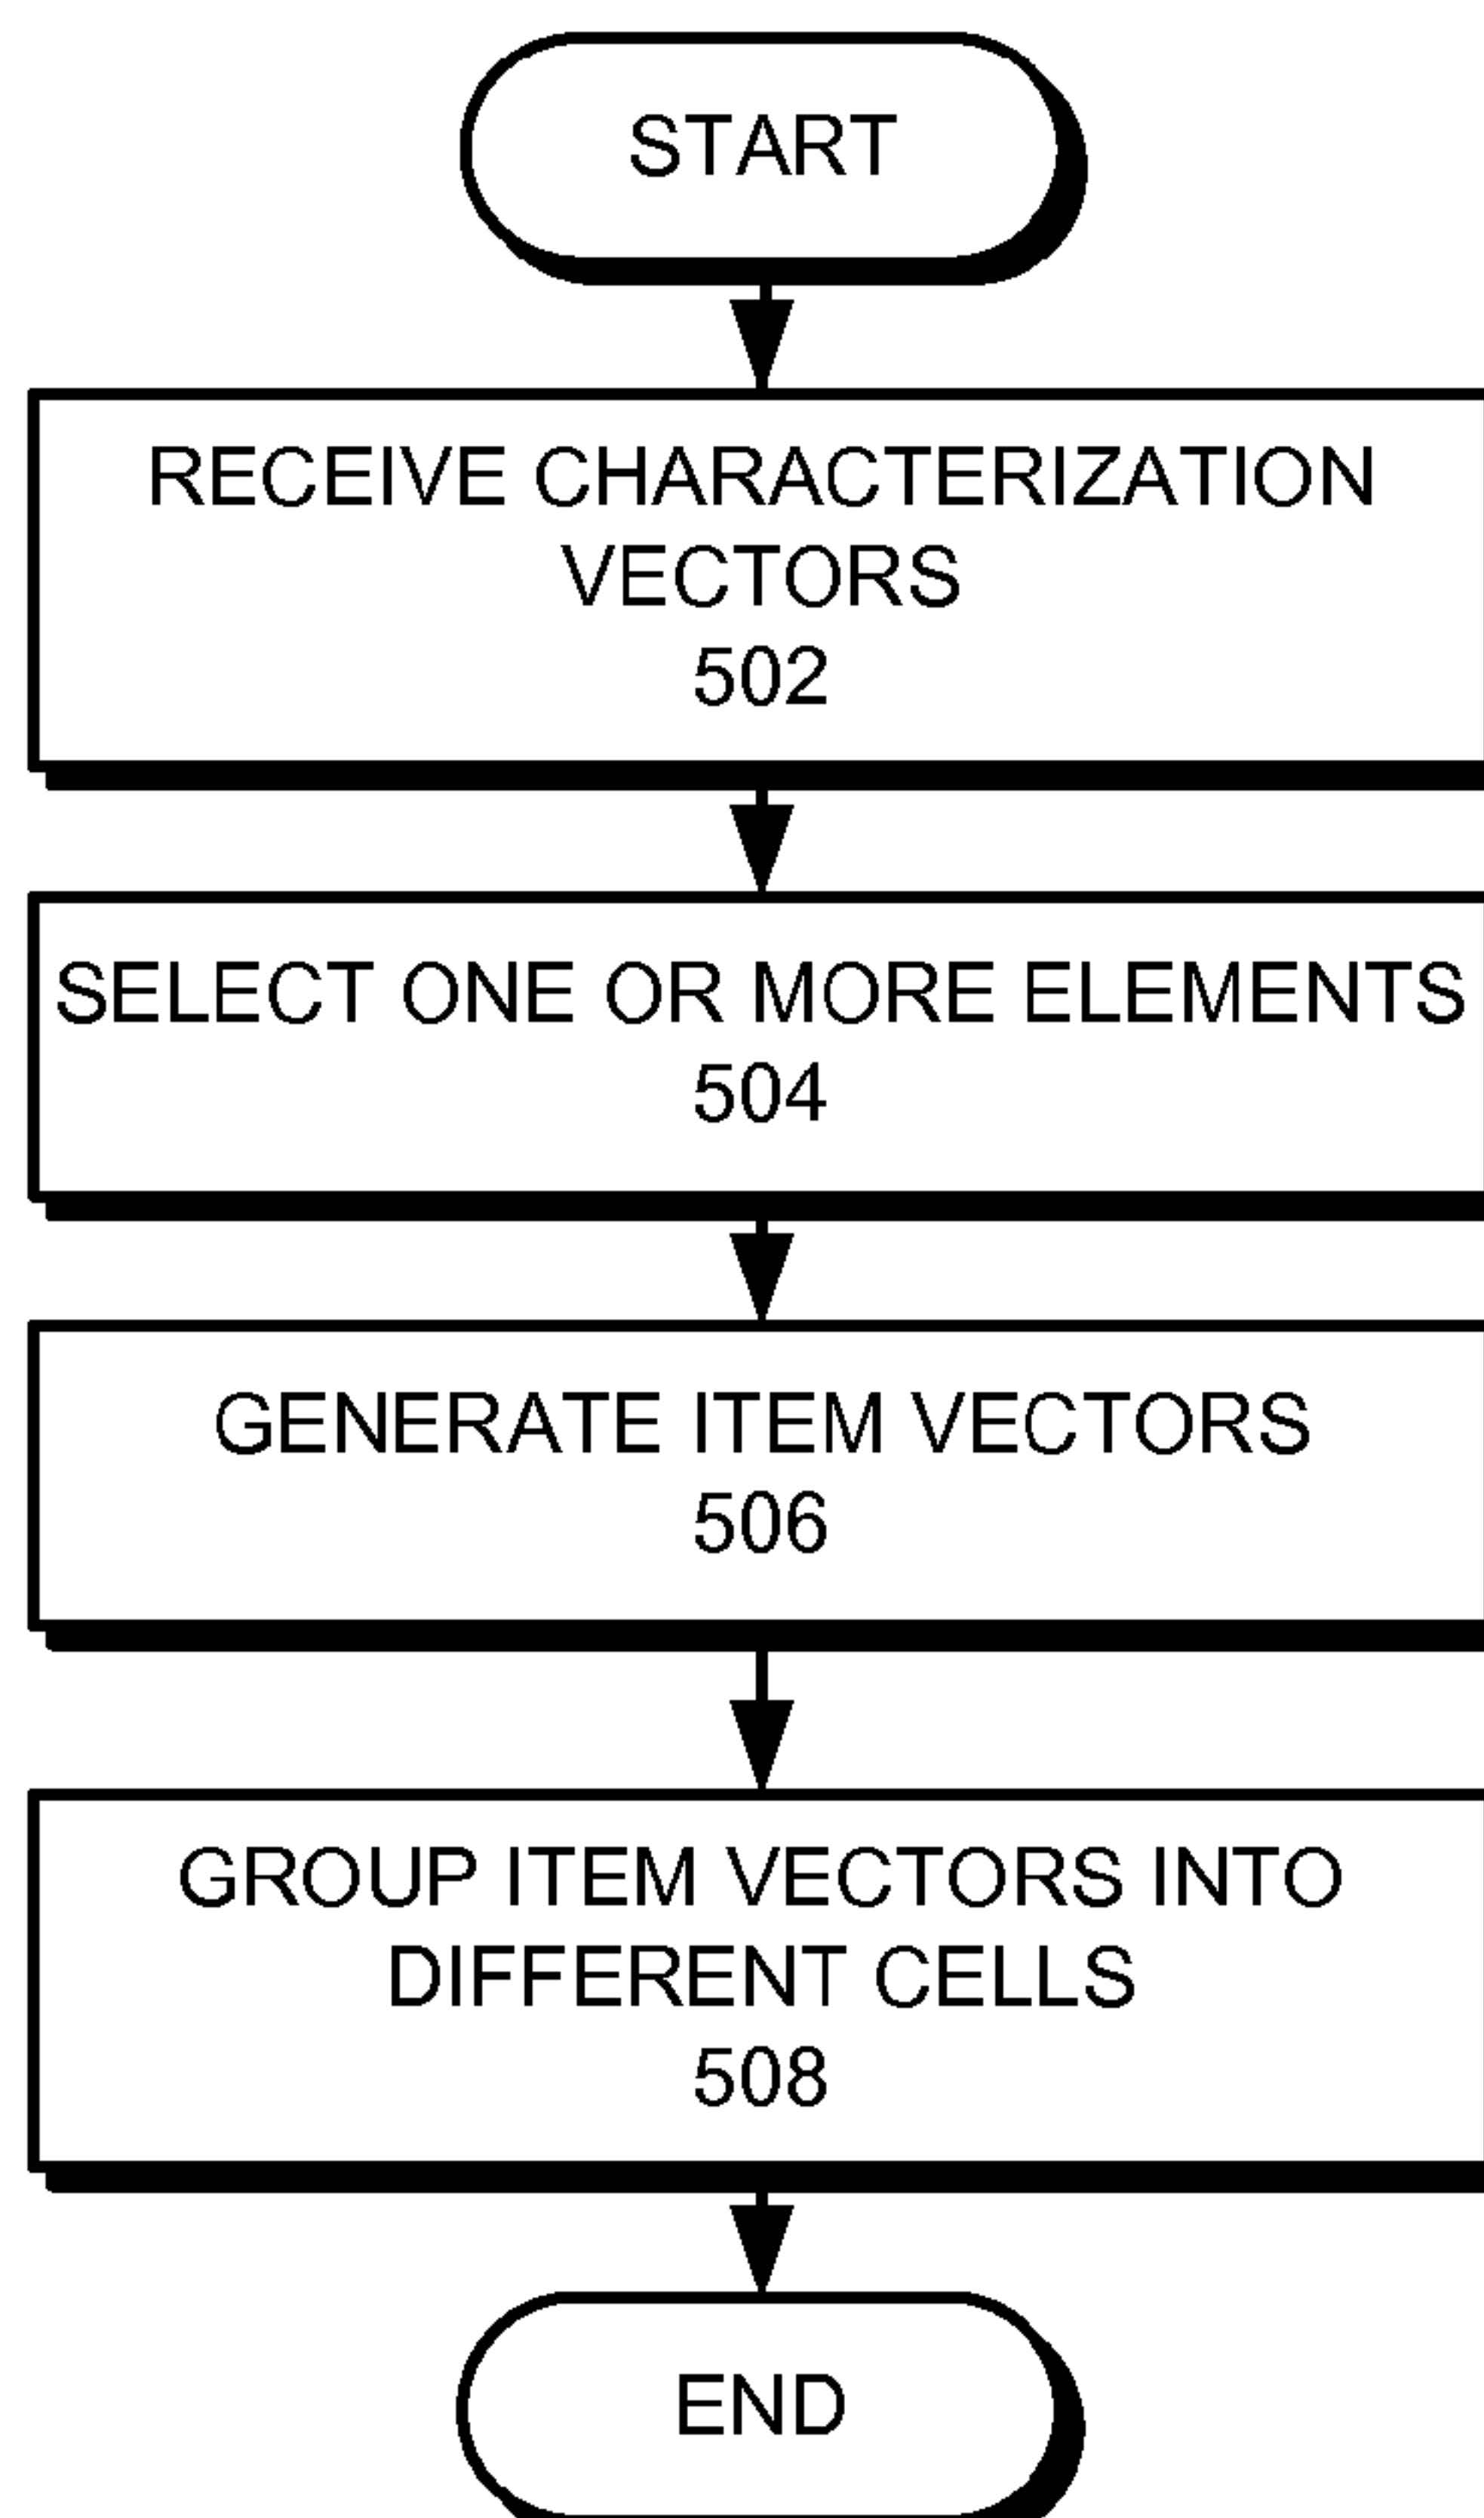 START
RECEIVE CHARACTERIZATION
VECTORS
502
SELECT ONE OR MORE ELEMENTS
504
GENERATE ITEM VECTORS
506
GROUP ITEM VECTORS INTO
DIFFERENT CELLS
508
END